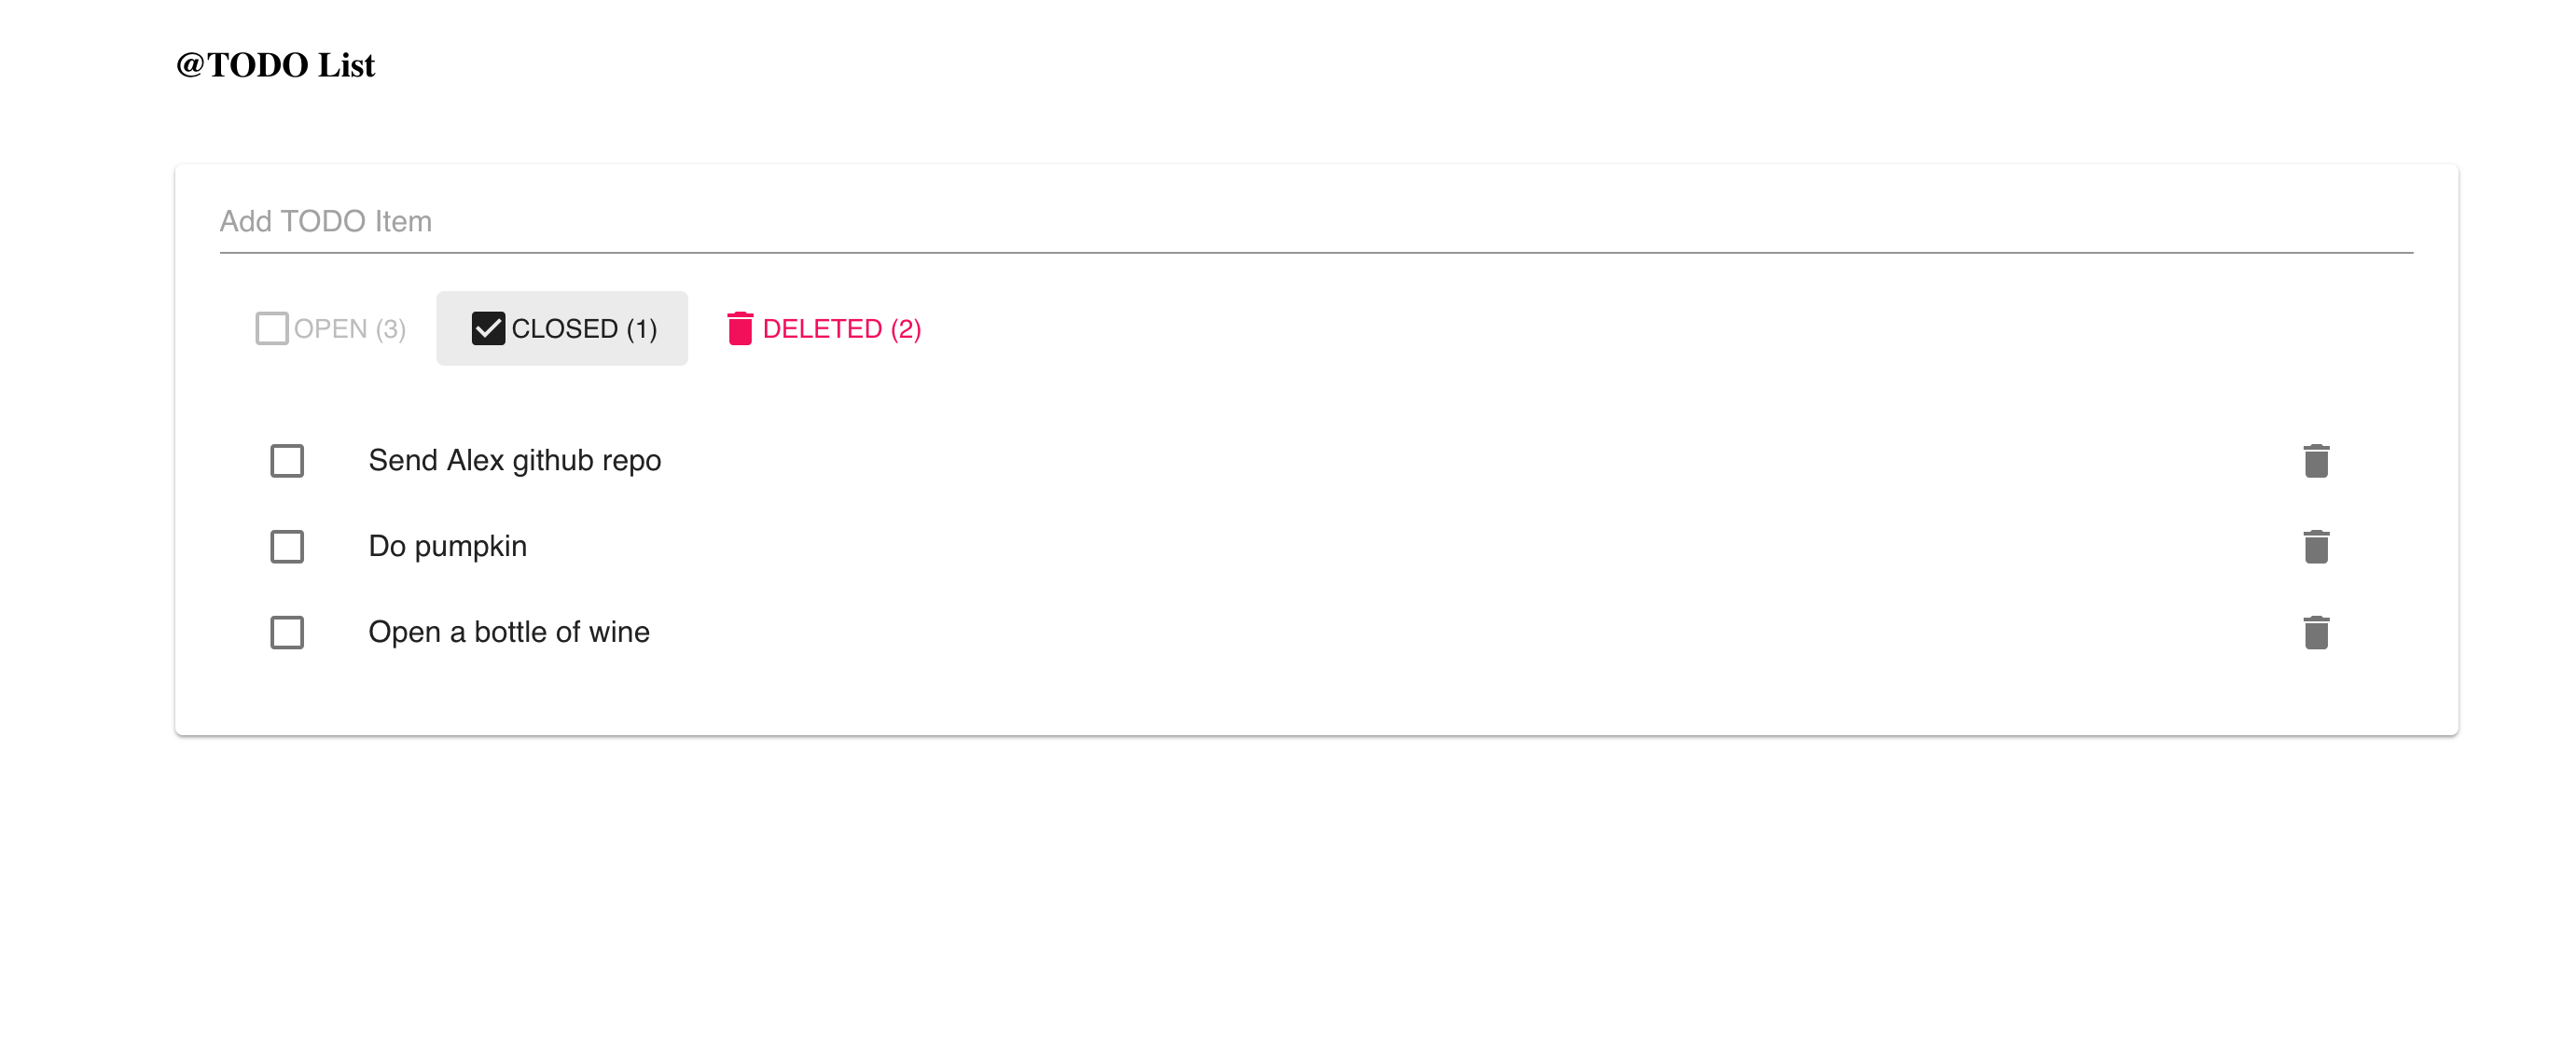 @TODO List
Add TODO Item
OPEN (3) CLOSED (1) DELETED (2)
Send Alex github repo
Do pumpkin
Open a bottle of wine